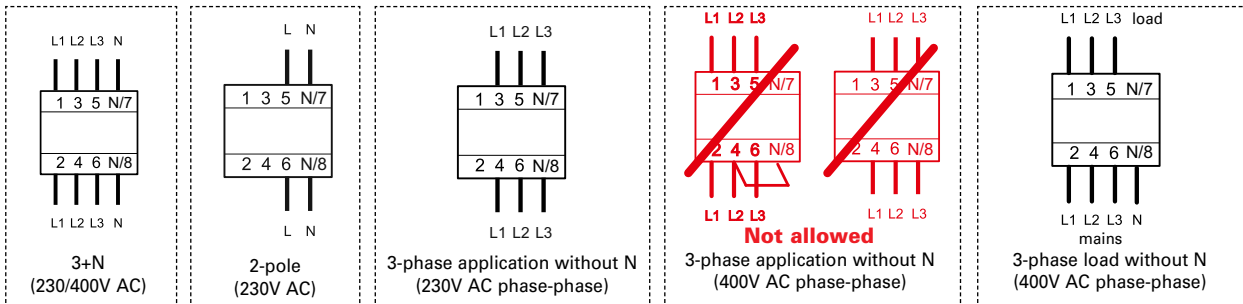 L1 L2 L3 N
1 3 5 N/7
2 4 6 N/8
L1 L2 L3 N
3+N
(230/400V AC)
L N
1 3 5 N/7
2 4 6 N/8
L N
2-pole
(230V AC)
L1 L2 L3
1 3 5 N/7
2 4 6 N/8
L1 L2 L3
3-phase application without N
(230V AC phase-phase)
L1 L2 L3
1 3 5 N/7
2 4 6 N/8
L1 L2 L3
L1 L2 L3
1 3 5 N/7
2 4 6 N/8
L1 L2 L3
Not allowed
3-phase application without N
(400V AC phase-phase)
L1 L2 L3 load
1 3 5 N/7
2 4 6 N/8
L1 L2 L3 N
mains
3-phase load without N
(400V AC phase-phase)